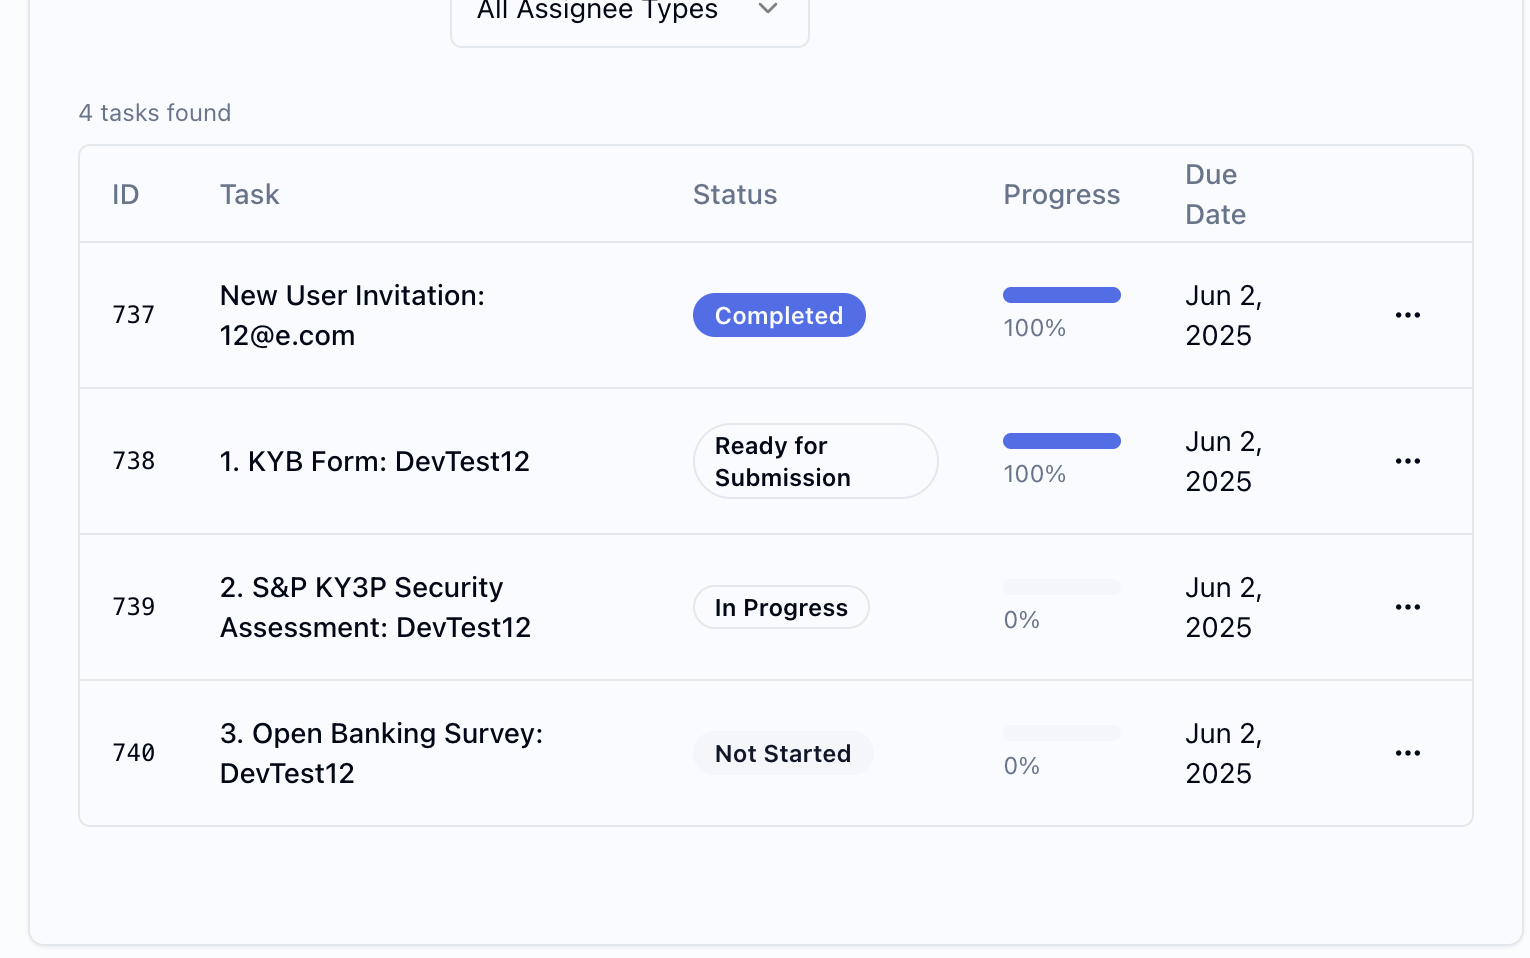 All Assignee Types
4 tasks found
ID Task Status Progress Due Date
737 New User Invitation: 12@e.com Completed 100% Jun 2, 2025
738 1. KYB Form: DevTest12 Ready for Submission 100% Jun 2, 2025
739 2. S&P KY3P Security Assessment: DevTest12 In Progress 0% Jun 2, 2025
740 3. Open Banking Survey: DevTest12 Not Started 0% Jun 2, 2025